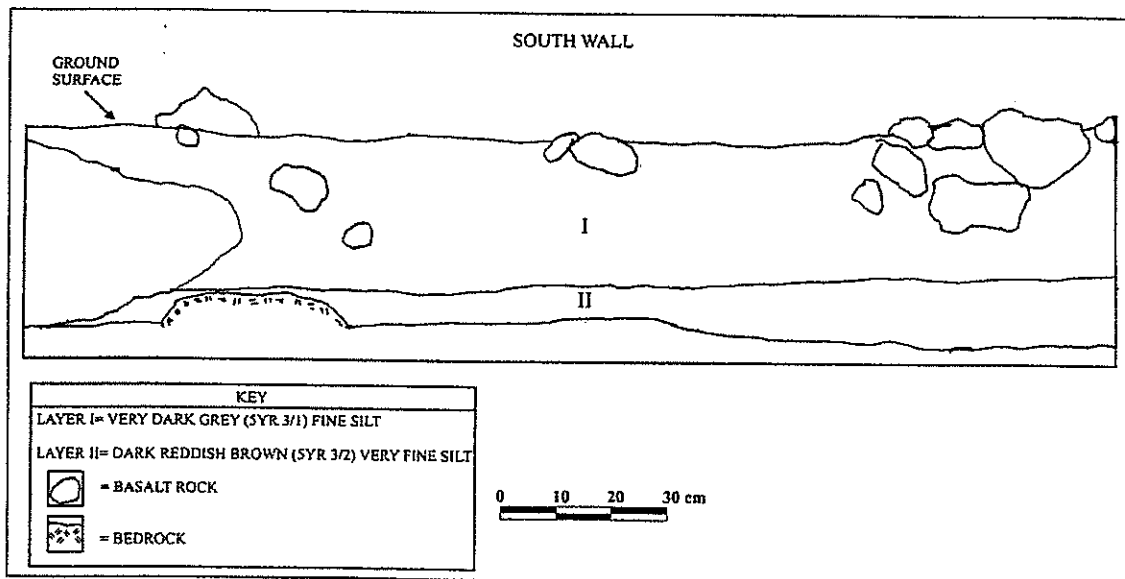 SOUTH WALL
GROUND
SURFACE
I
II
KEY
LAYER I= VERY DARK GREY (5YR 3/1) FINE SILT
LAYER II= DARK REDDISH BROWN (5YR 3/2) VERY FINE SILT
= BASALT ROCK
= BEDROCK
0 10 20 30 cm